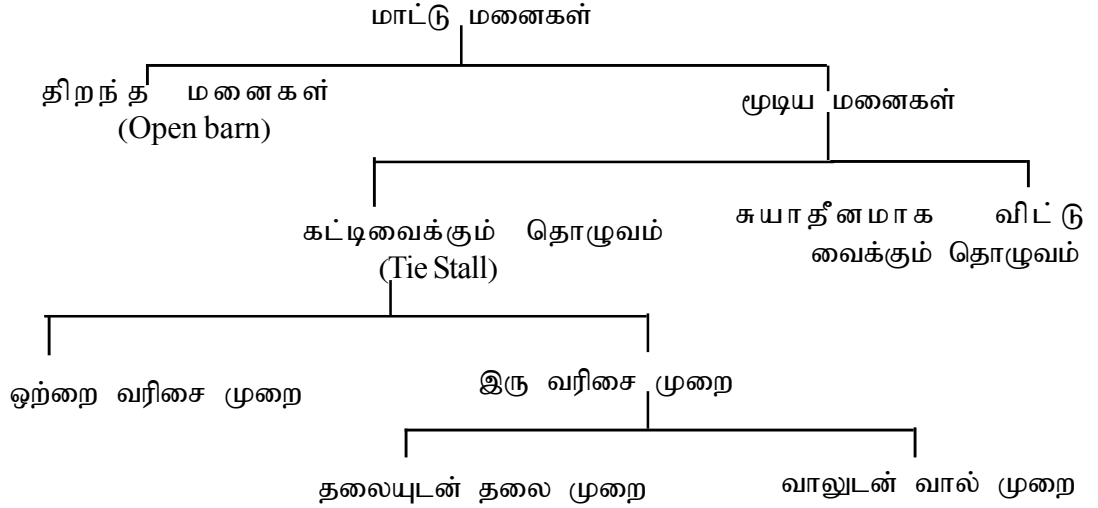 மாட்டு மனைகள்
திறந்த மனைகள்
(Open barn)
மூடிய மனைகள்
கட்டிவைக்கும் தொழுவம்
(Tie Stall)
சுயாதீனமாக விட்டு
வைக்கும் தொழுவம்
ஒற்றை வரிசை முறை
இரு வரிசை முறை
தலையுடன் தலை முறை
வாலுடன் வால் முறை